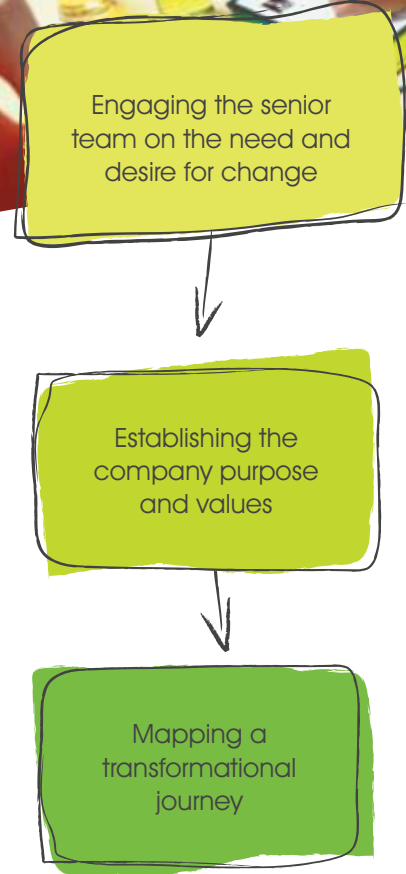 Engaging the senior
team on the need and
desire for change
Establishing the
company purpose
and values
Mapping a
transformational
journey